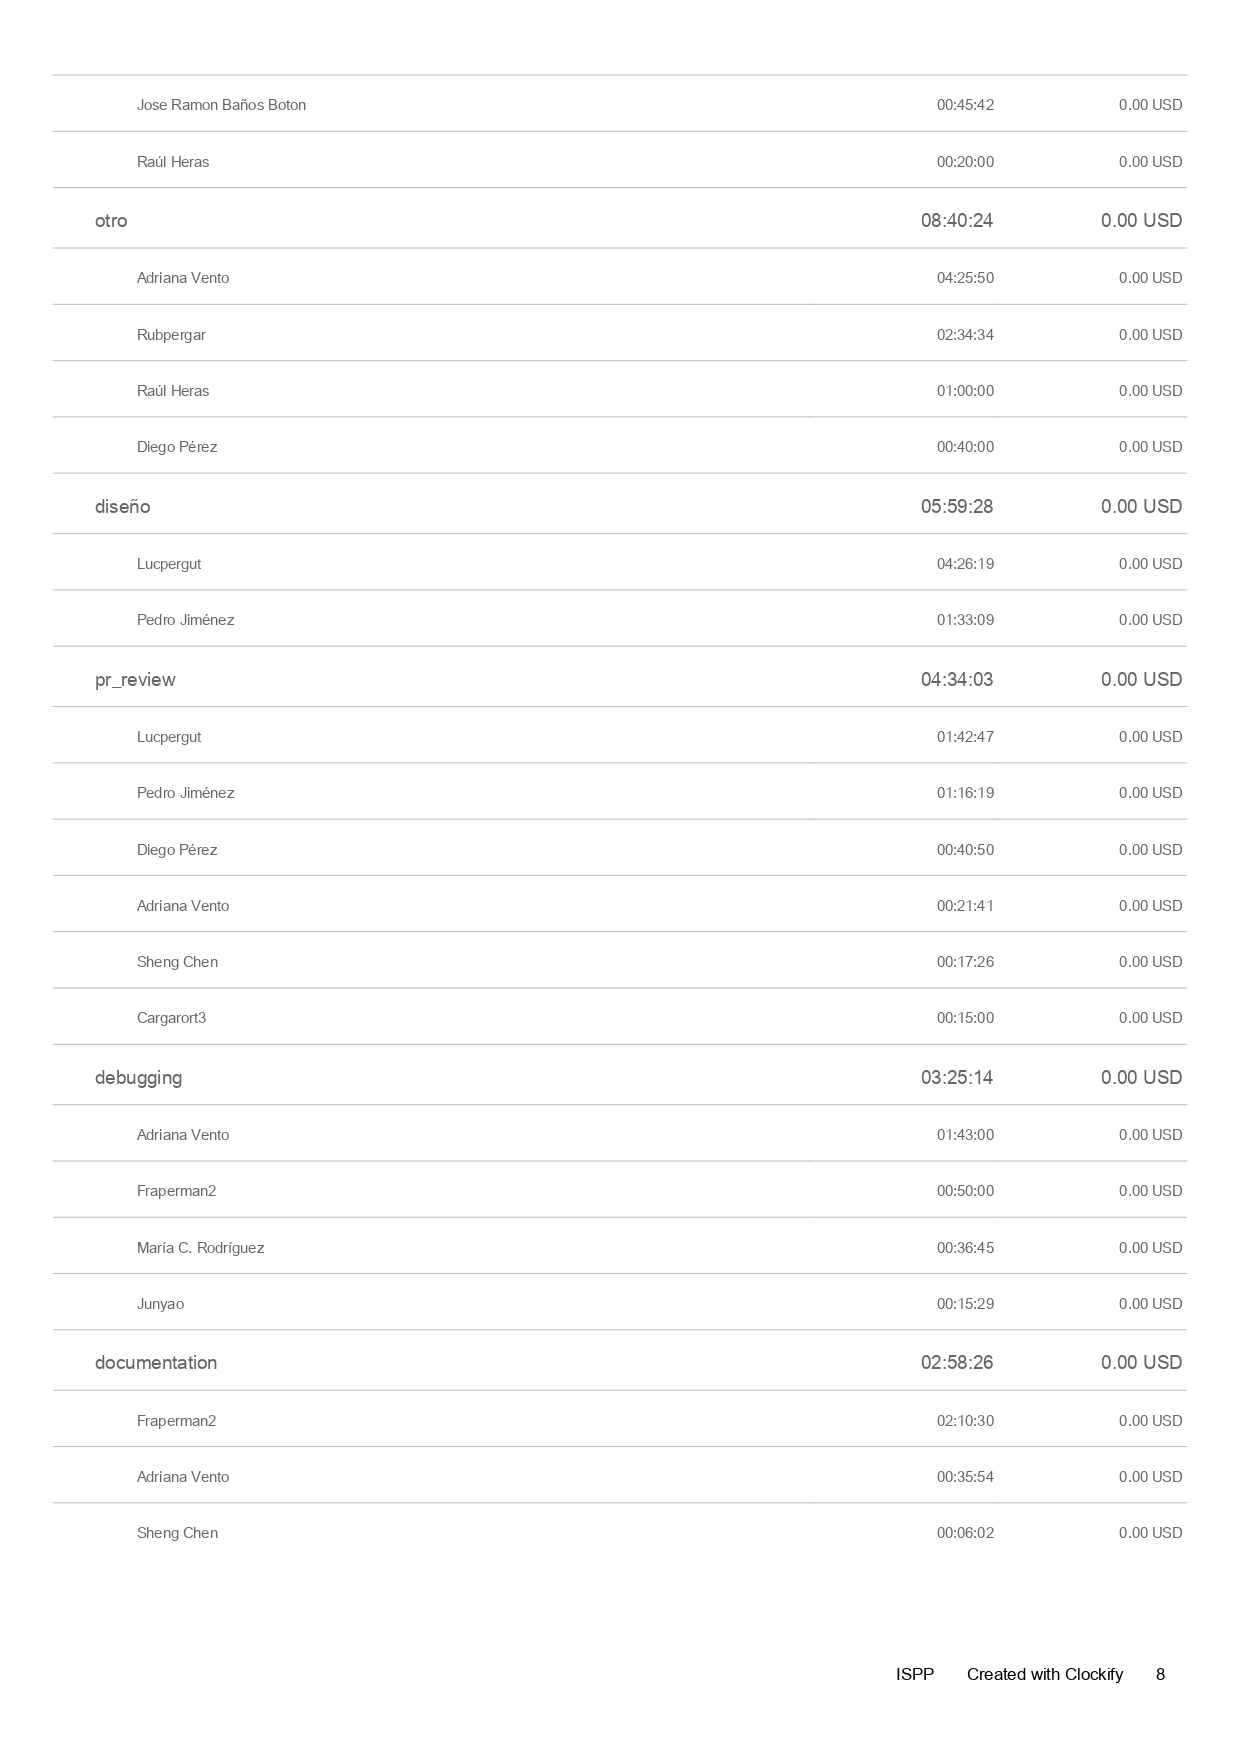 Jose Ramon Baños Boton 00:45:42 0.00 USD
Raúl Heras 00:20:00 0.00 USD
otro 08:40:24 0.00 USD
Adriana Vento 04:25:50 0.00 USD
Rubpergar 02:34:34 0.00 USD
Raúl Heras 01:00:00 0.00 USD
Diego Pérez 00:40:00 0.00 USD
diseño 05:59:28 0.00 USD
Lucpergut 04:26:19 0.00 USD
Pedro Jiménez 01:33:09 0.00 USD
pr_review 04:34:03 0.00 USD
Lucpergut 01:42:47 0.00 USD
Pedro Jiménez 01:16:19 0.00 USD
Diego Pérez 00:40:50 0.00 USD
Adriana Vento 00:21:41 0.00 USD
Sheng Chen 00:17:26 0.00 USD
Cargarort3 00:15:00 0.00 USD
debugging 03:25:14 0.00 USD
Adriana Vento 01:43:00 0.00 USD
Fraperman2 00:50:00 0.00 USD
María C. Rodríguez 00:36:45 0.00 USD
Junyao 00:15:29 0.00 USD
documentation 02:58:26 0.00 USD
Fraperman2 02:10:30 0.00 USD
Adriana Vento 00:35:54 0.00 USD
Sheng Chen 00:06:02 0.00 USD
ISPP Created with Clockify 8